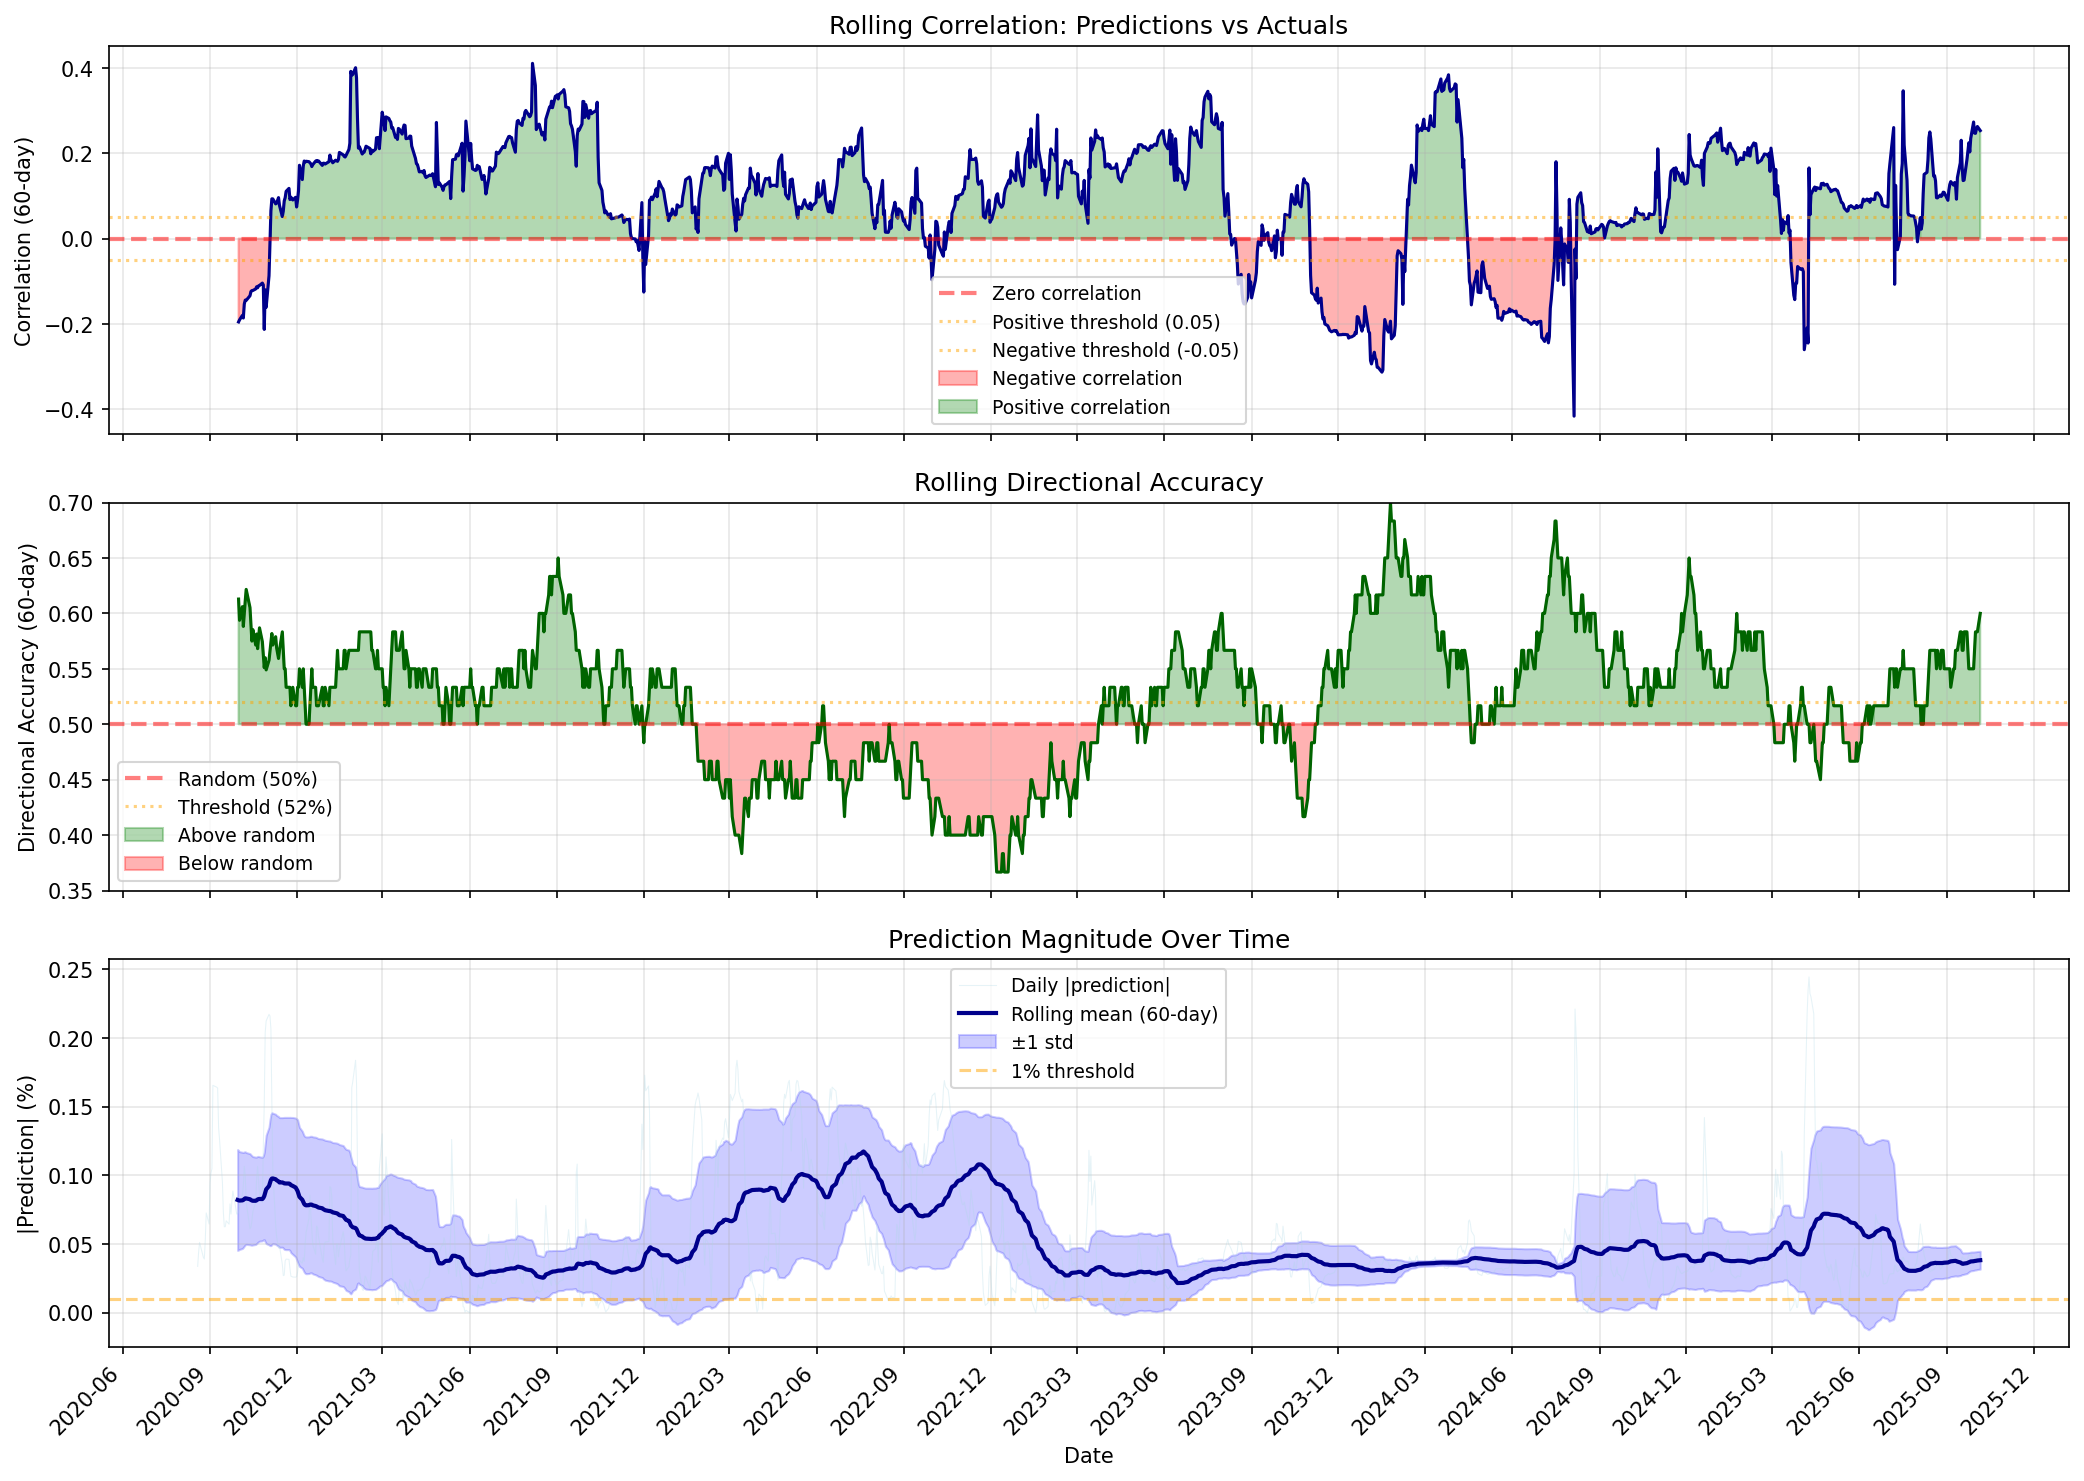 Rolling Correlation: Predictions vs Actuals
Correlation (60-day)
0.4
0.2
0.0
−0.2
−0.4
Zero correlation
Positive threshold (0.05)
Negative threshold (-0.05)
Negative correlation
Positive correlation
Rolling Directional Accuracy
Directional Accuracy (60-day)
0.70
0.65
0.60
0.55
0.50
0.45
0.40
0.35
Random (50%)
Threshold (52%)
Above random
Below random
Prediction Magnitude Over Time
|Prediction| (%)
0.25
0.20
0.15
0.10
0.05
0.00
Daily |prediction|
Rolling mean (60-day)
±1 std
1% threshold
2020-06
2020-09
2020-12
2021-03
2021-06
2021-09
2021-12
2022-03
2022-06
2022-09
2022-12
2023-03
2023-06
2023-09
2023-12
2024-03
2024-06
2024-09
2024-12
2025-03
2025-06
2025-09
2025-12
Date